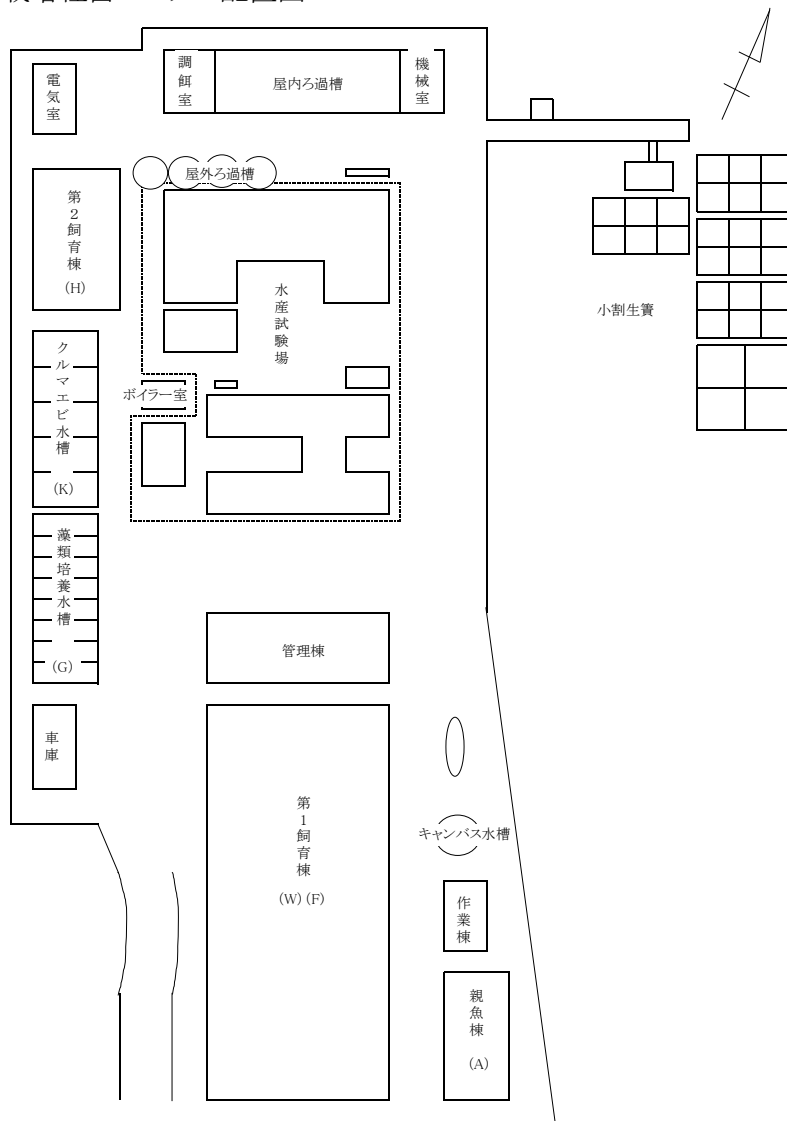 電気室
調餌室
屋内ろ過槽
機械室
屋外ろ過槽
第2飼育棟
(H)
水産試験場
小割生簀
クルマエビ水槽
(K)
ボイラー室
藻類培養水槽
(G)
管理棟
車庫
第1飼育棟
(W)(F)
キャンバス水槽
作業棟
親魚棟
(A)